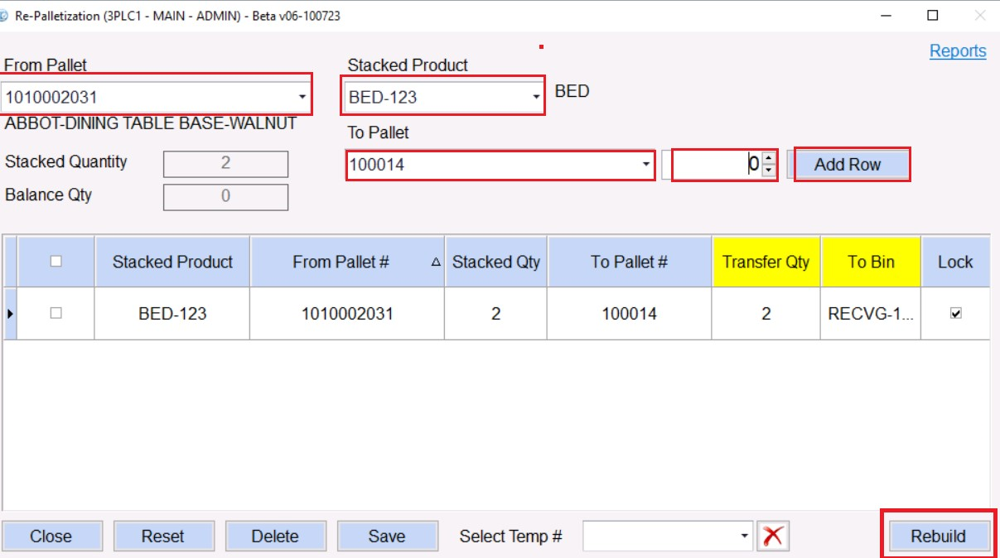 Re-Palletization (3PLC1 - MAIN - ADMIN) - Beta v06-100723
Reports
From Pallet
Stacked Product
1010002031
BED-123
BED
ABBOT-DINING TABLE BASE-WALNUT
To Pallet
Stacked Quantity
2
100014
0
Add Row
Balance Qty
0
Stacked Product
From Pallet #
Stacked Qty
To Pallet #
Transfer Qty
To Bin
Lock
BED-123
1010002031
2
100014
2
RECVG-1...
Close
Reset
Delete
Save
Select Temp #
Rebuild